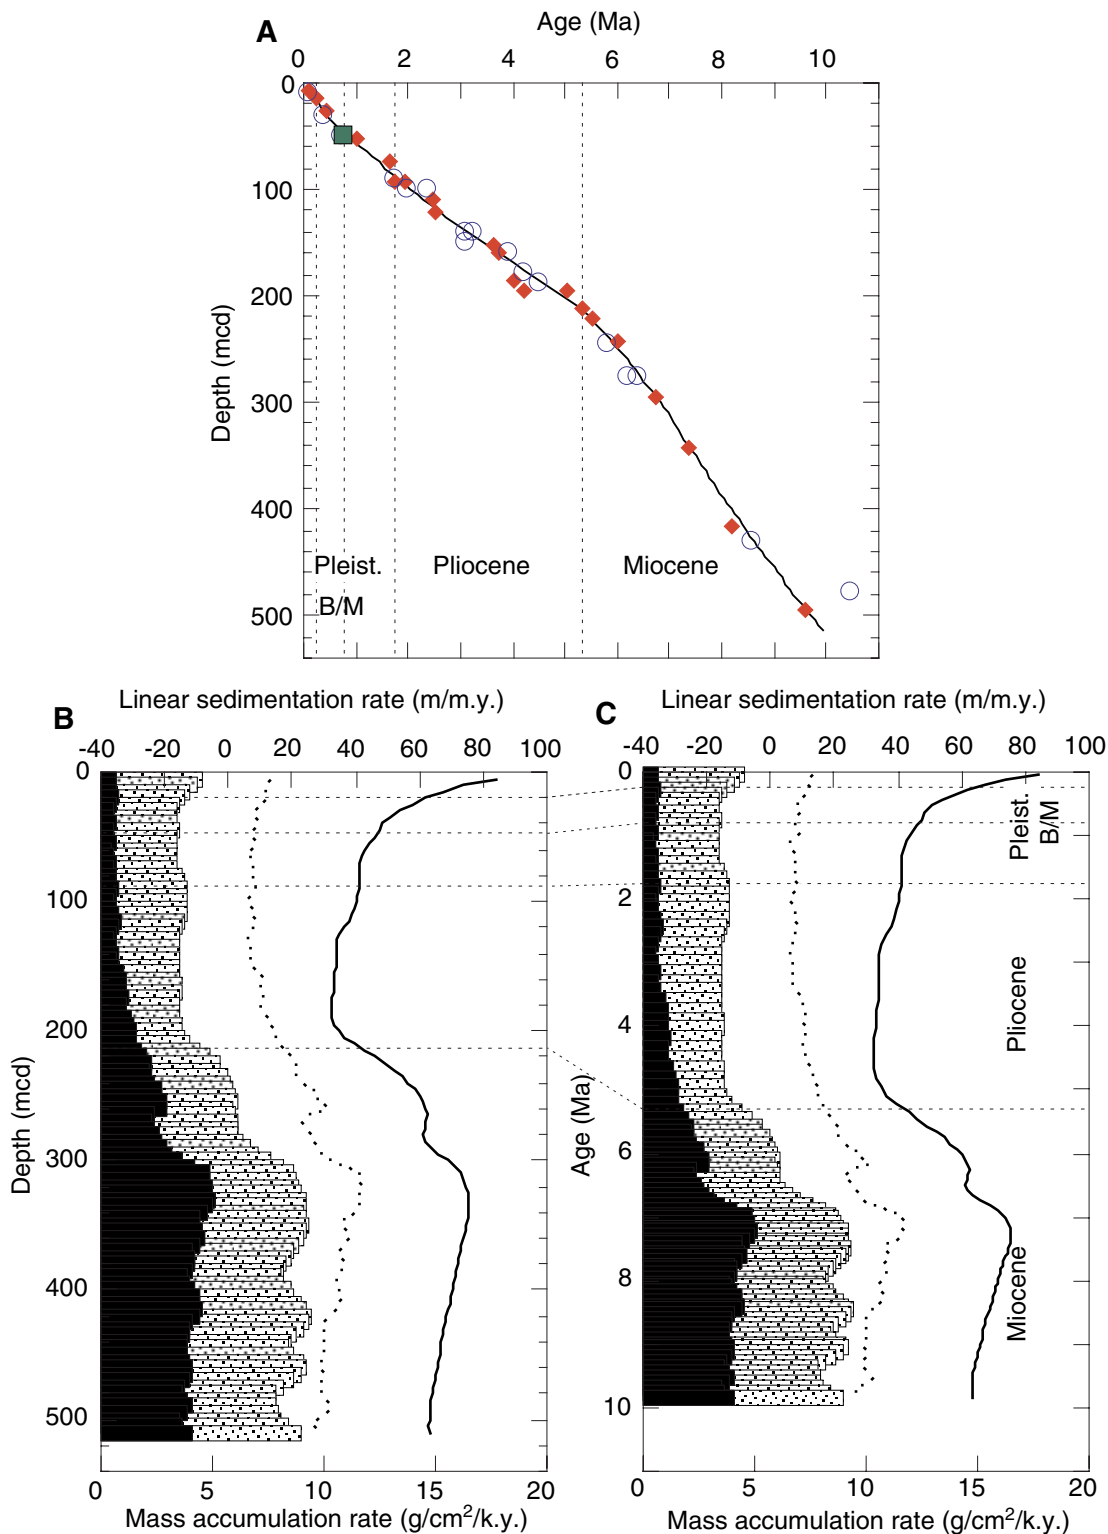 A
Age (Ma)
0 2 4 6 8 10
0
100
200
300
400
500
Depth (mcd)
Pleist. Pliocene Miocene
B/M
B
Linear sedimentation rate (m/m.y.)
-40 -20 0 20 40 60 80 100
0
100
200
300
400
500
Depth (mcd)
0 5 10 15 20
Mass accumulation rate (g/cm²/k.y.)
C
Linear sedimentation rate (m/m.y.)
-40 -20 0 20 40 60 80 100
0
2
4
6
8
10
Age (Ma)
Pleist.
B/M
Pliocene
Miocene
0 5 10 15 20
Mass accumulation rate (g/cm²/k.y.)